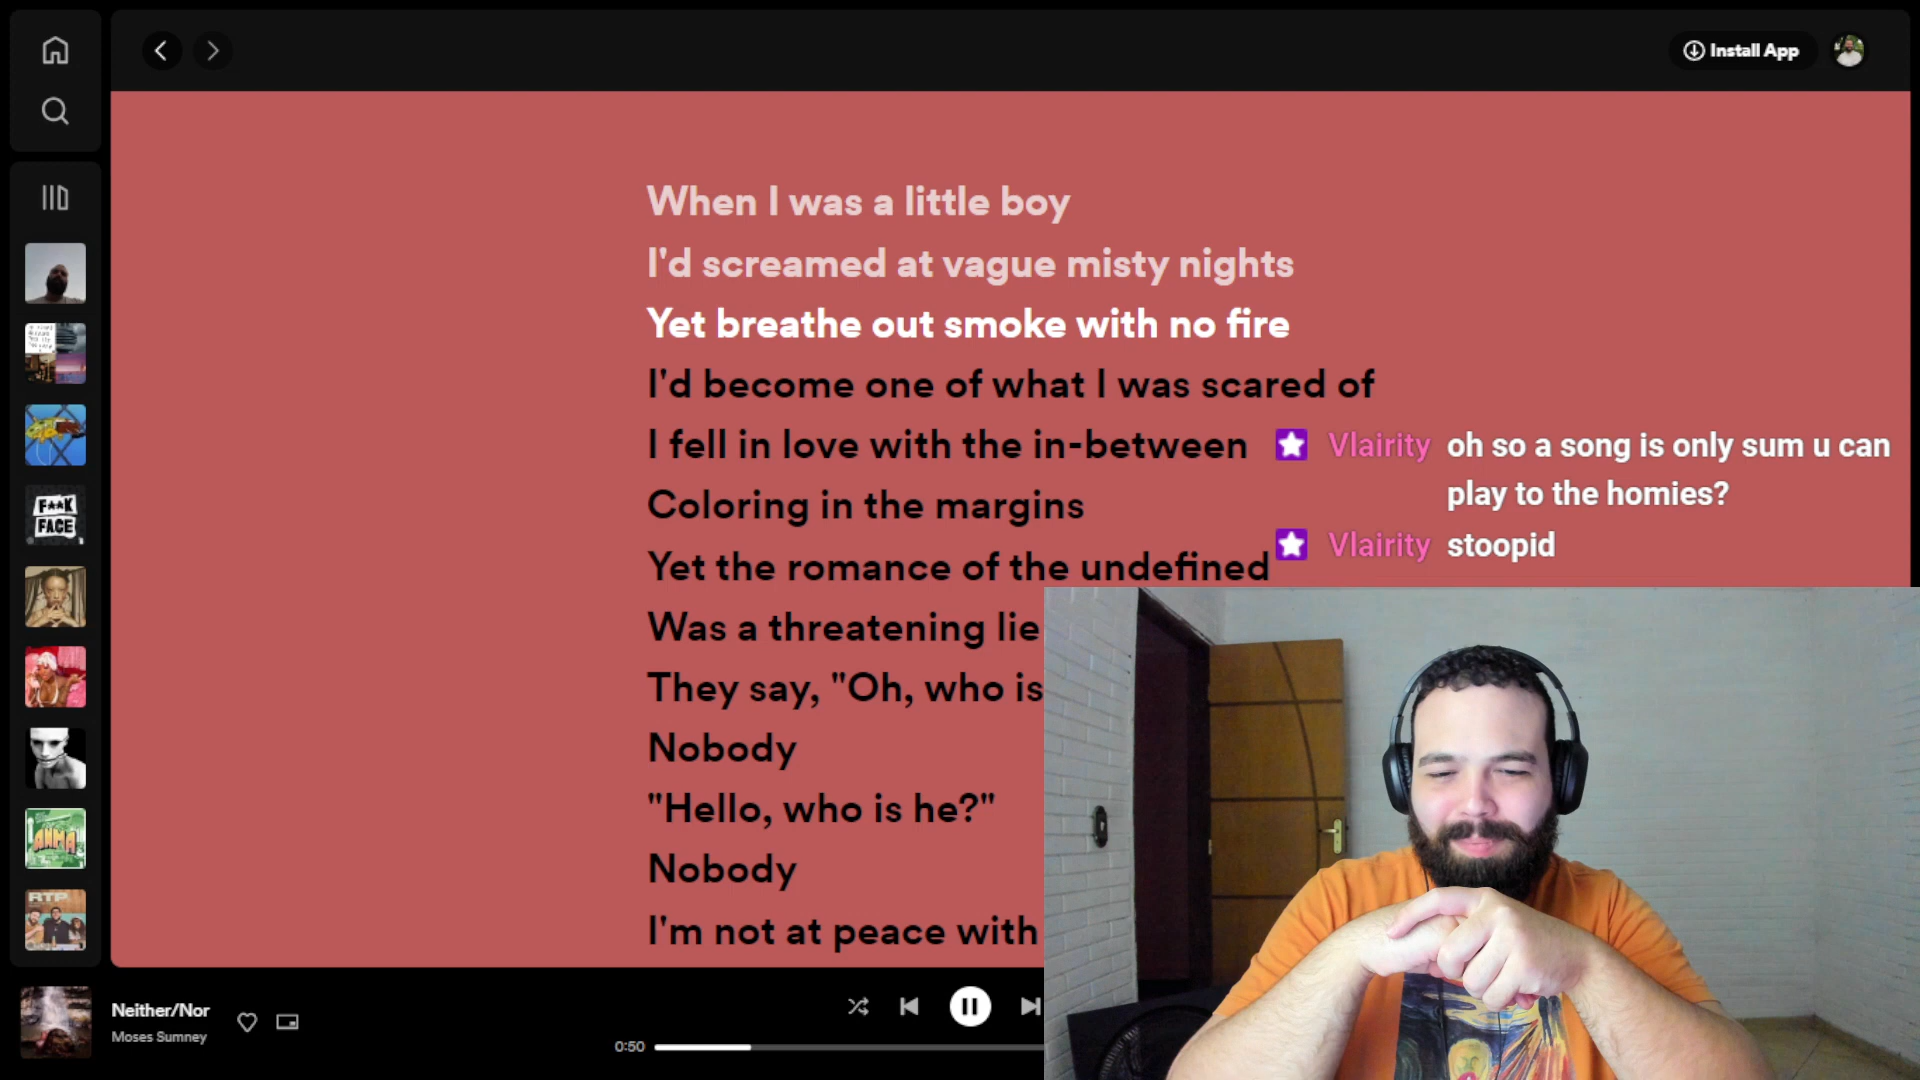 Install App
When I was a little boy
I'd screamed at vague misty nights
Yet breathe out smoke with no fire
I'd become one of what I was scared of
I fell in love with the in-between
Coloring in the margins
Yet the romance of the undefined
Was a threatening lie
They say, "Oh, who is
Nobody
"Hello, who is he?"
Nobody
I'm not at peace with
Vlairity oh so a song is only sum u can
play to the homies?
Vlairity stoopid
F**K
FACE
ANMA
RTP
Neither/Nor
Moses Sumney
0:50